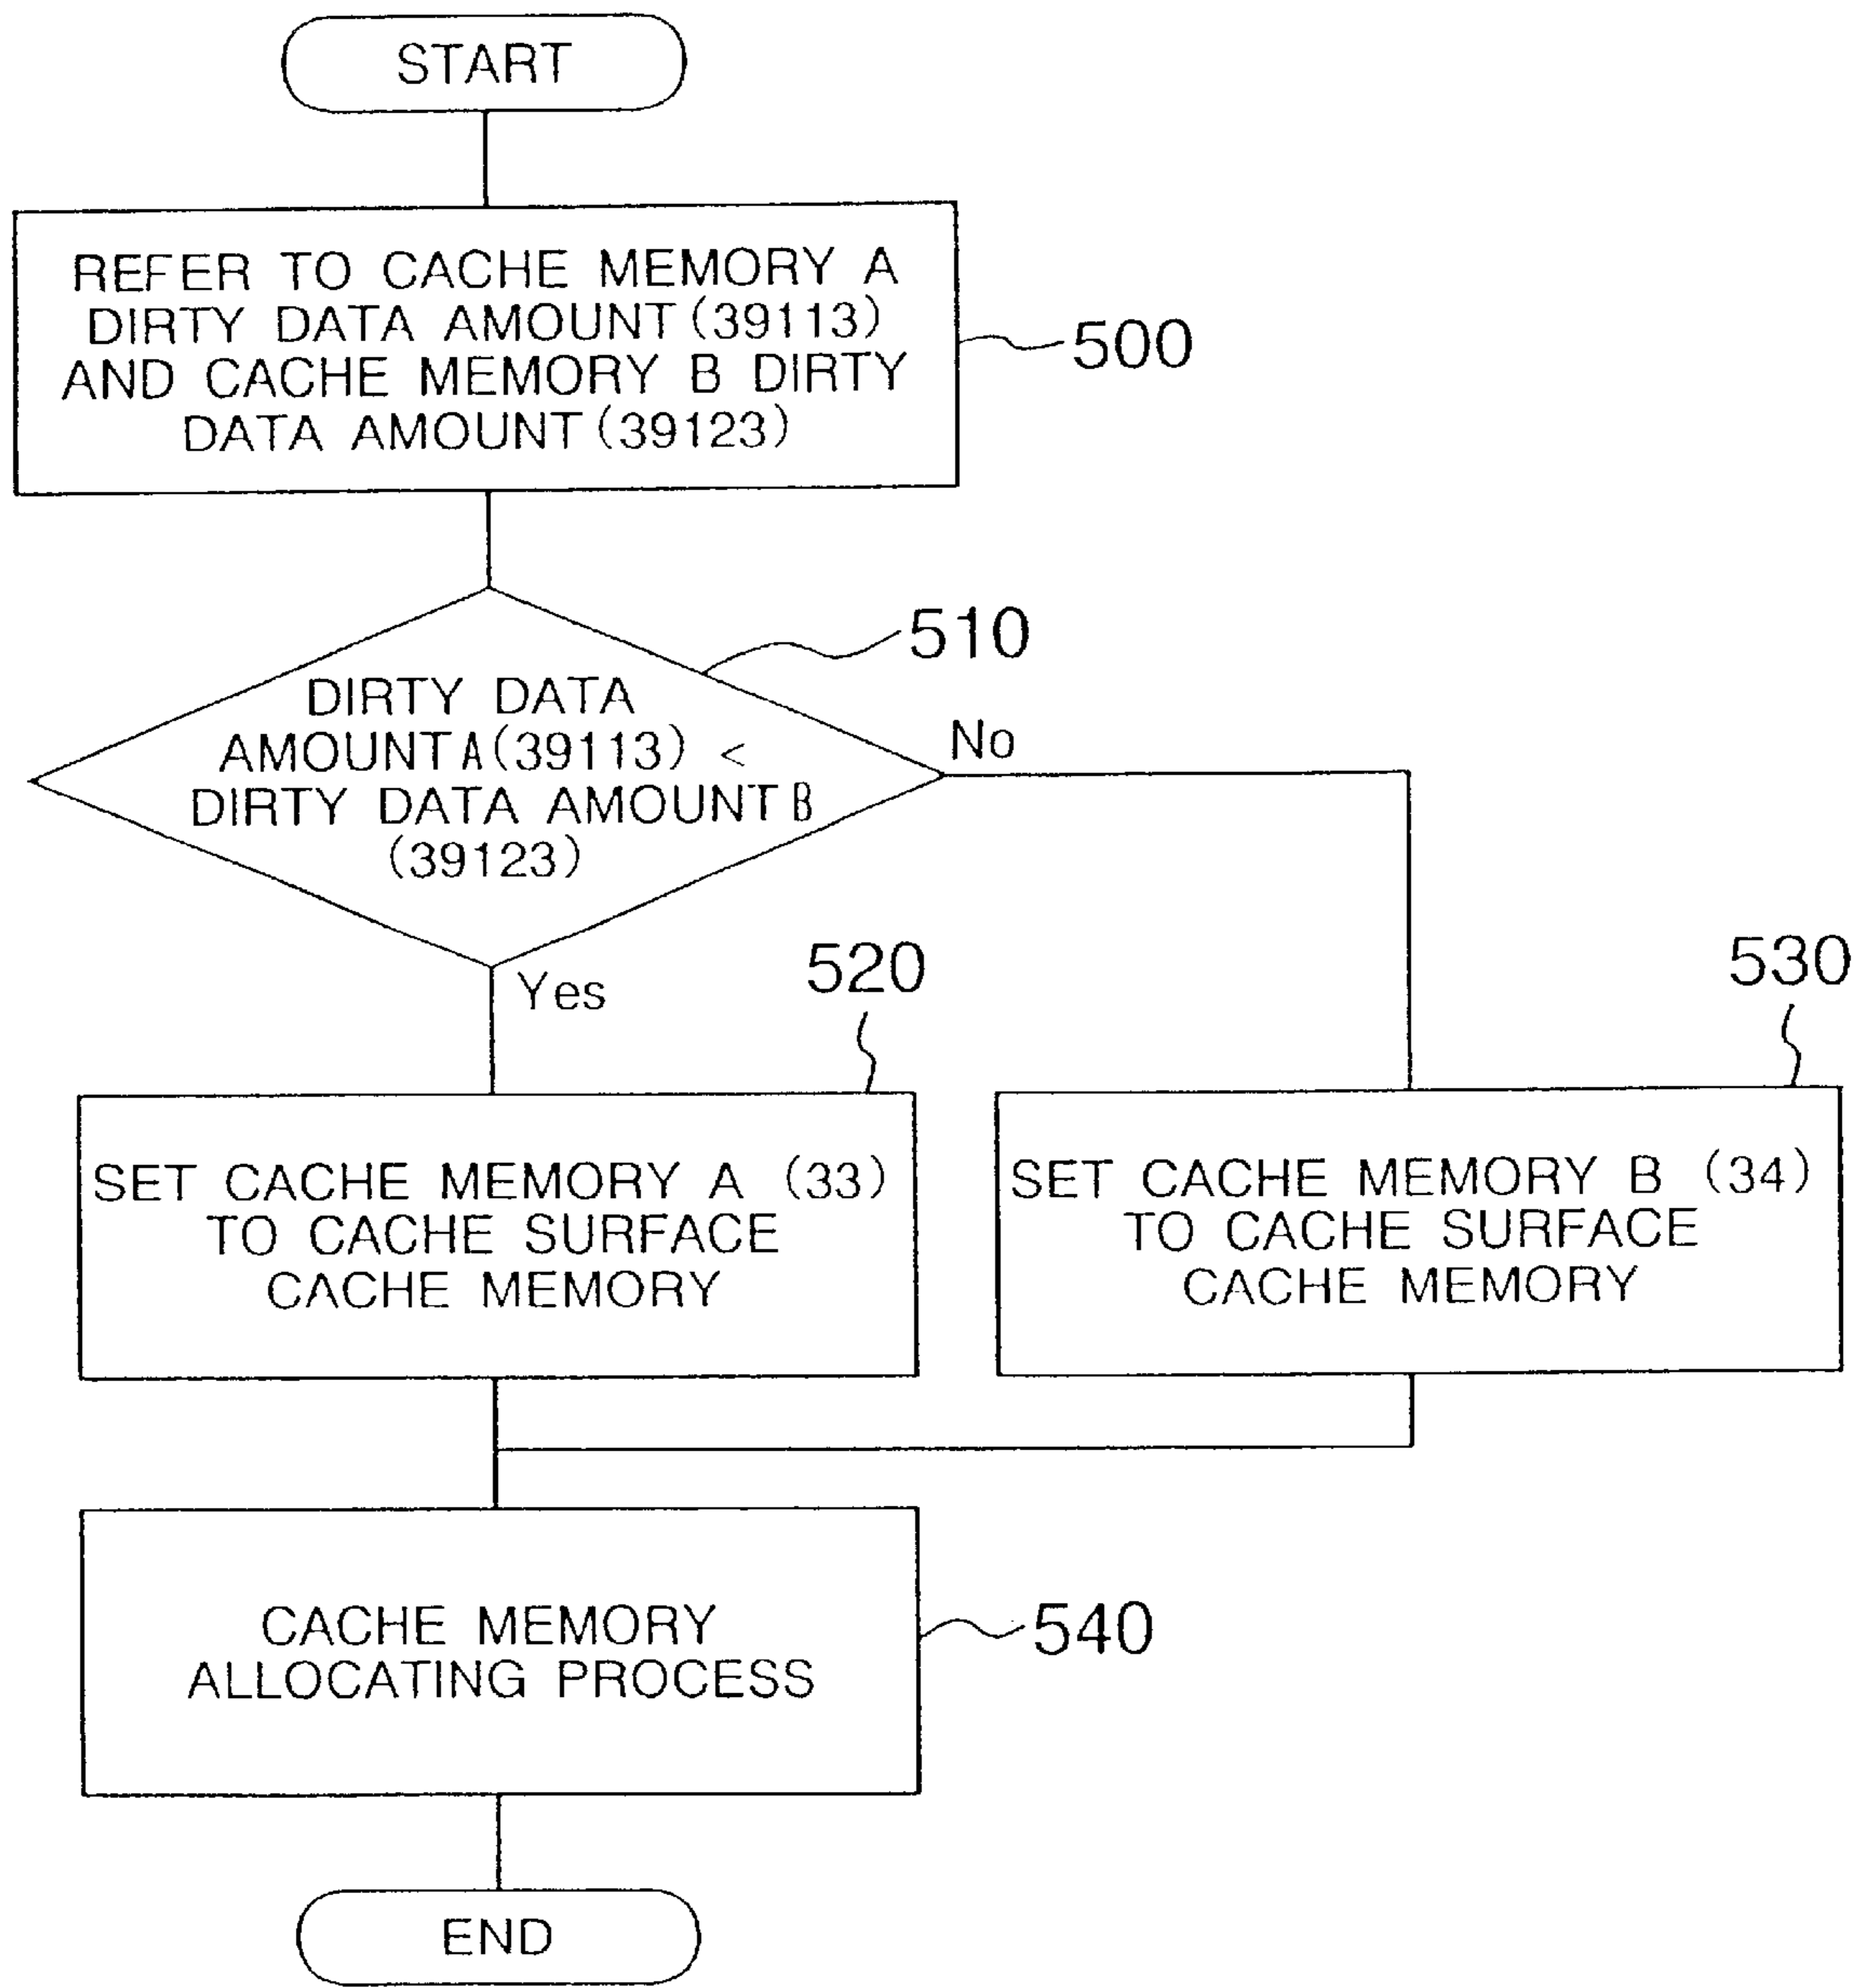 START
REFER TO CACHE MEMORY A
DIRTY DATA AMOUNT (39113)
AND CACHE MEMORY B DIRTY
DATA AMOUNT (39123)
500
510
DIRTY DATA
AMOUNT A (39113) <
DIRTY DATA AMOUNT B
(39123)
No
Yes
520
530
SET CACHE MEMORY A (33)
TO CACHE SURFACE
CACHE MEMORY
SET CACHE MEMORY B (34)
TO CACHE SURFACE
CACHE MEMORY
CACHE MEMORY
ALLOCATING PROCESS
540
END